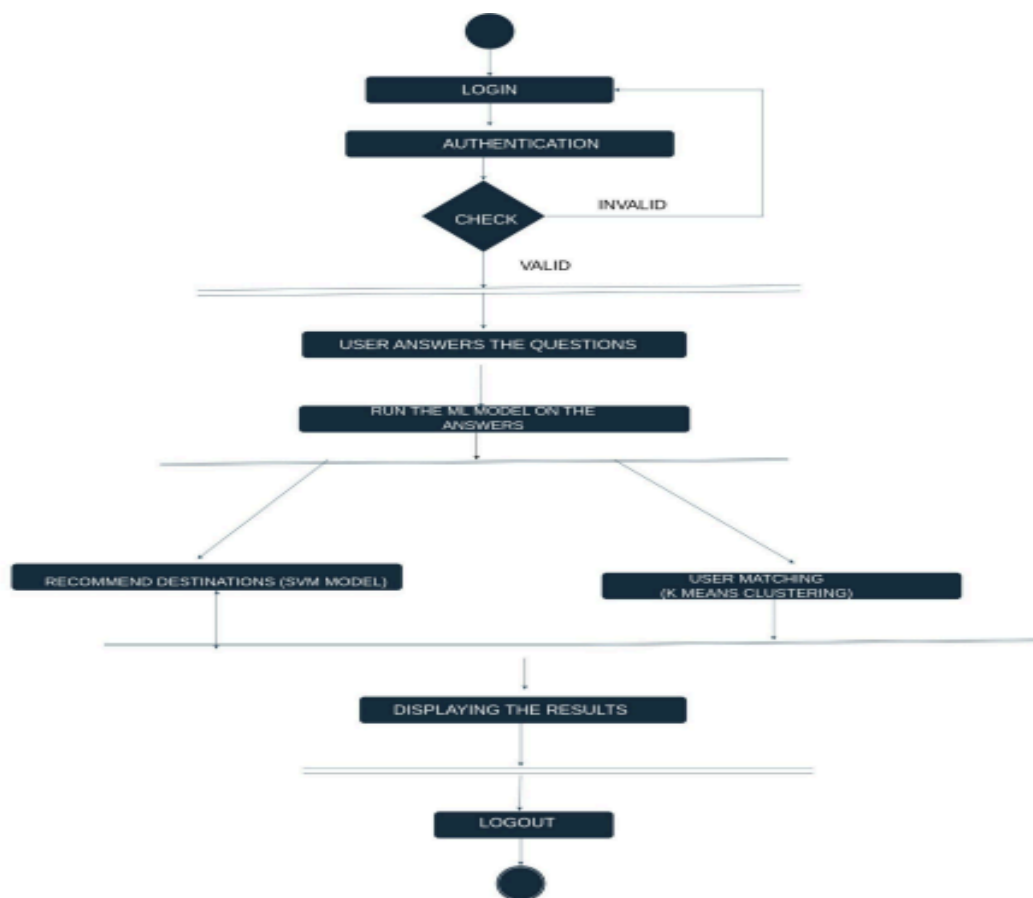 LOGIN
AUTHENTICATION
CHECK
INVALID
VALID
USER ANSWERS THE QUESTIONS
RUN THE ML MODEL ON THE
ANSWERS
RECOMMEND DESTINATIONS (SVM MODEL)
USER MATCHING
(K MEANS CLUSTERING)
DISPLAYING THE RESULTS
LOGOUT